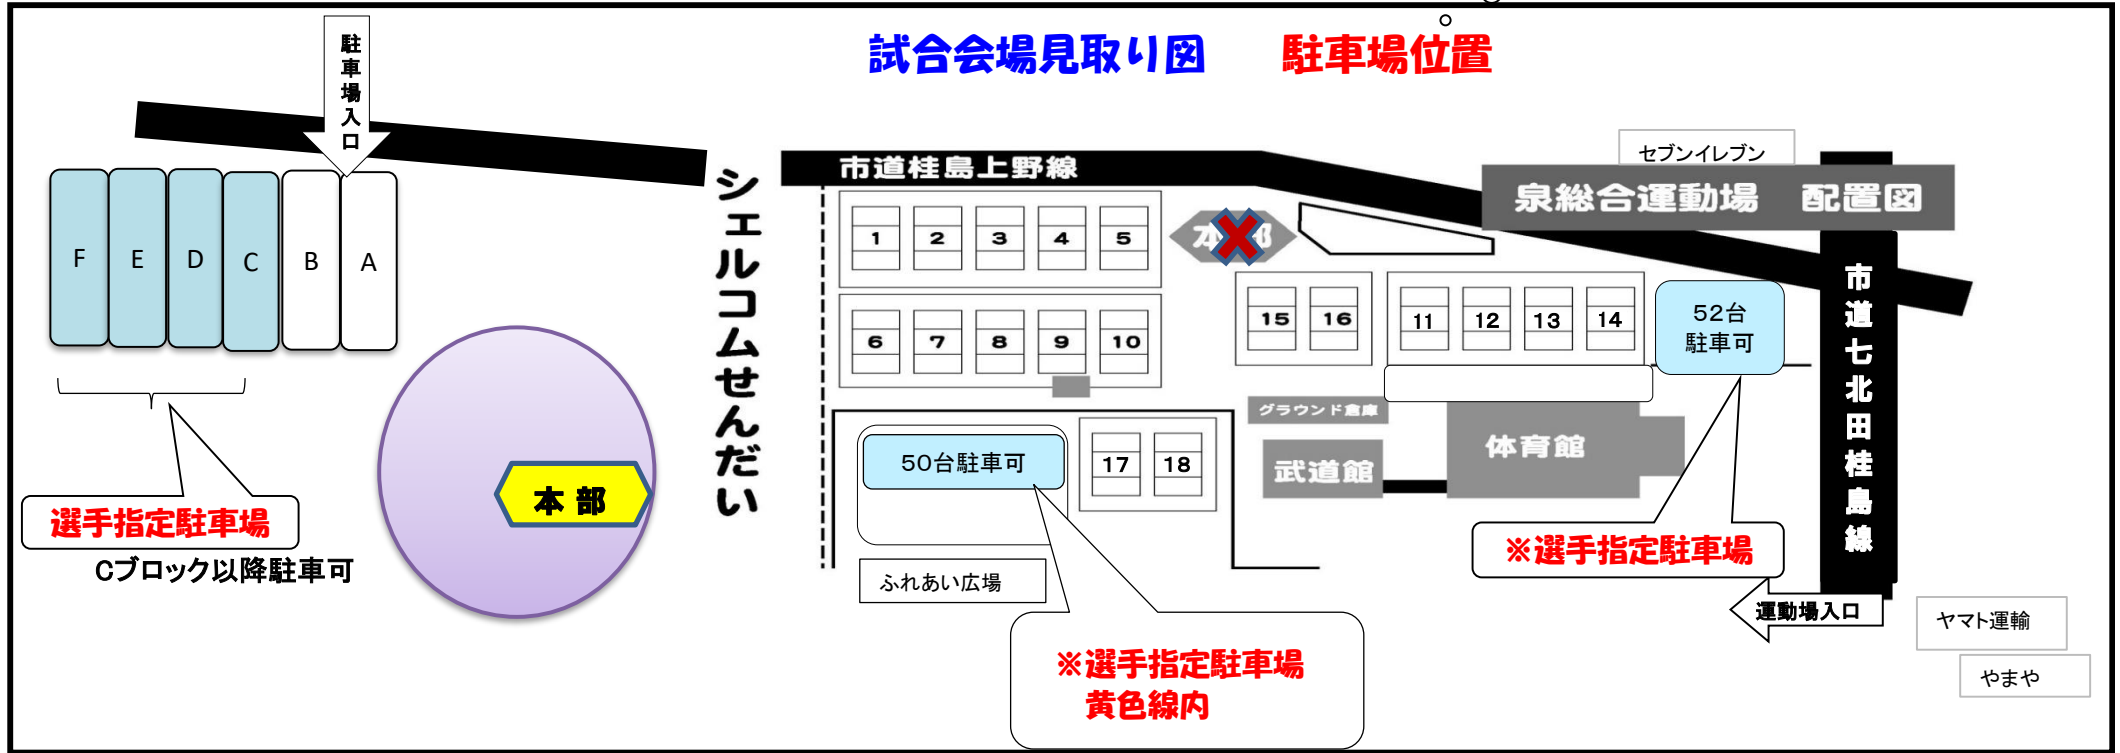 試合会場見取り図　駐車場位置
駐車場入口
F
E
D
C
B
A
選手指定駐車場
Cブロック以降駐車可
本部
シェルコムせんだい
市道桂島上野線
1
2
3
4
5
6
7
8
9
10
本部
15
16
11
12
13
14
52台
駐車可
セブンイレブン
泉総合運動場　配置図
市道七北田桂島線
グラウンド倉庫
武道館
体育館
50台駐車可
17
18
ふれあい広場
※選手指定駐車場
黄色線内
※選手指定駐車場
運動場入口
ヤマト運輸
やまや